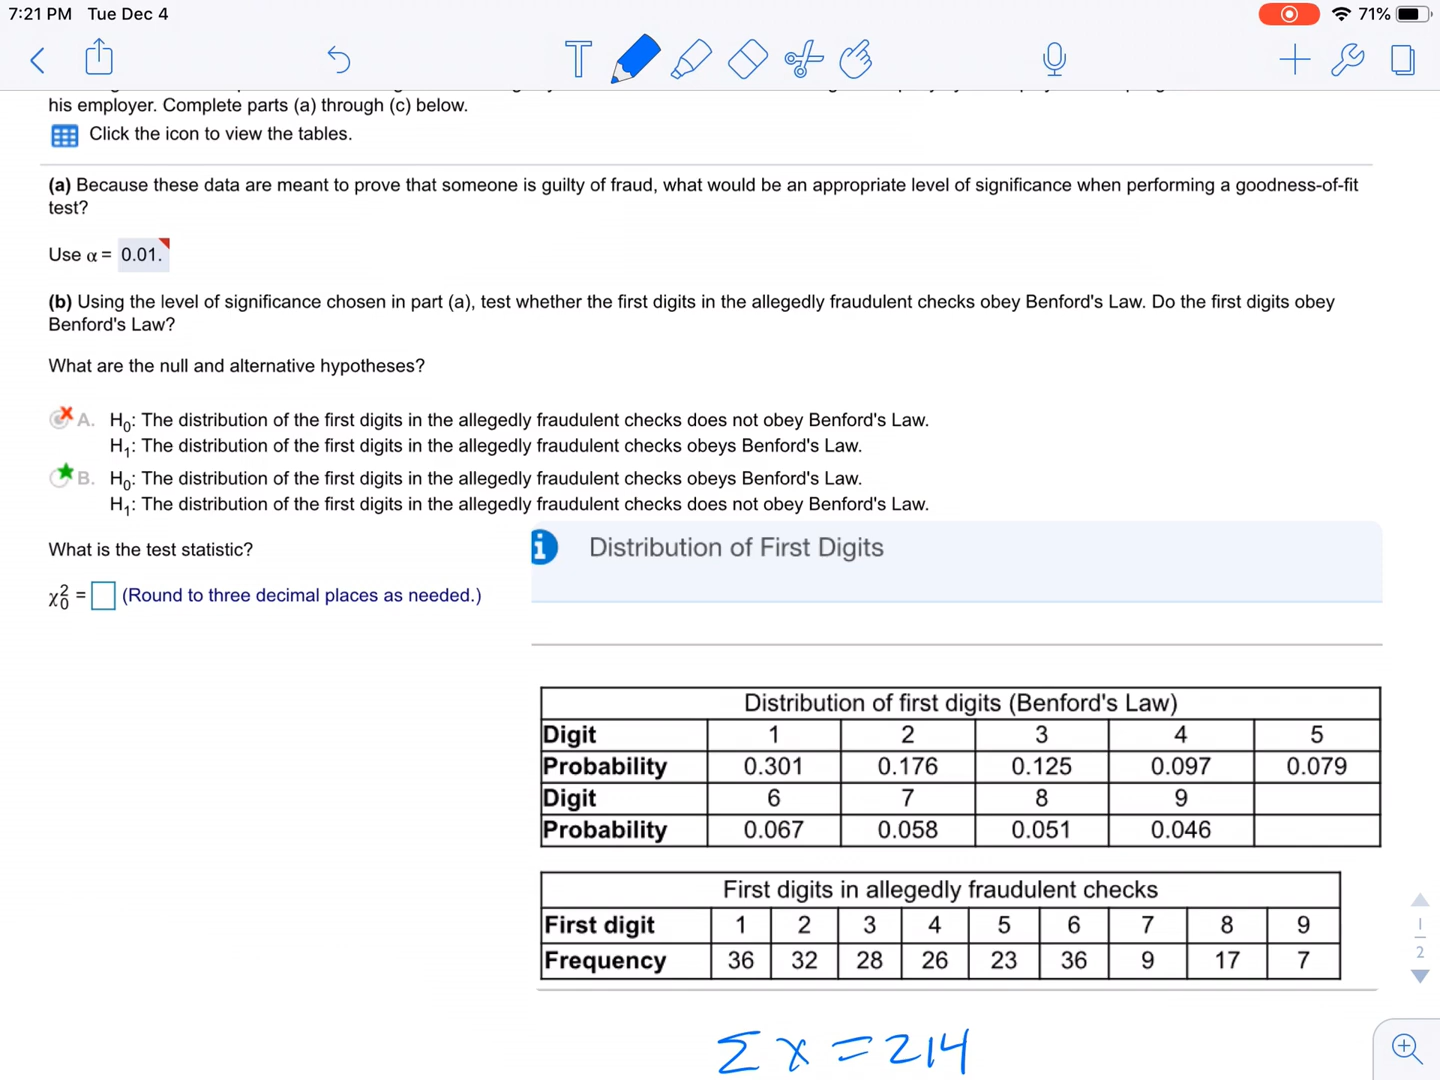 7:21 PM Tue Dec 4 71%
his employer. Complete parts (a) through (c) below.
Click the icon to view the tables.
(a) Because these data are meant to prove that someone is guilty of fraud, what would be an appropriate level of significance when performing a goodness-of-fit
test?
Use α = 0.01.
(b) Using the level of significance chosen in part (a), test whether the first digits in the allegedly fraudulent checks obey Benford's Law. Do the first digits obey
Benford's Law?
What are the null and alternative hypotheses?
A. H₀: The distribution of the first digits in the allegedly fraudulent checks does not obey Benford's Law.
H₁: The distribution of the first digits in the allegedly fraudulent checks obeys Benford's Law.
B. H₀: The distribution of the first digits in the allegedly fraudulent checks obeys Benford's Law.
H₁: The distribution of the first digits in the allegedly fraudulent checks does not obey Benford's Law.
What is the test statistic?
χ₀² = (Round to three decimal places as needed.)
Distribution of First Digits
Distribution of first digits (Benford's Law)
Digit 1 2 3 4 5
Probability 0.301 0.176 0.125 0.097 0.079
Digit 6 7 8 9
Probability 0.067 0.058 0.051 0.046
First digits in allegedly fraudulent checks
First digit 1 2 3 4 5 6 7 8 9
Frequency 36 32 28 26 23 36 9 17 7
1
2
Σ x = 214